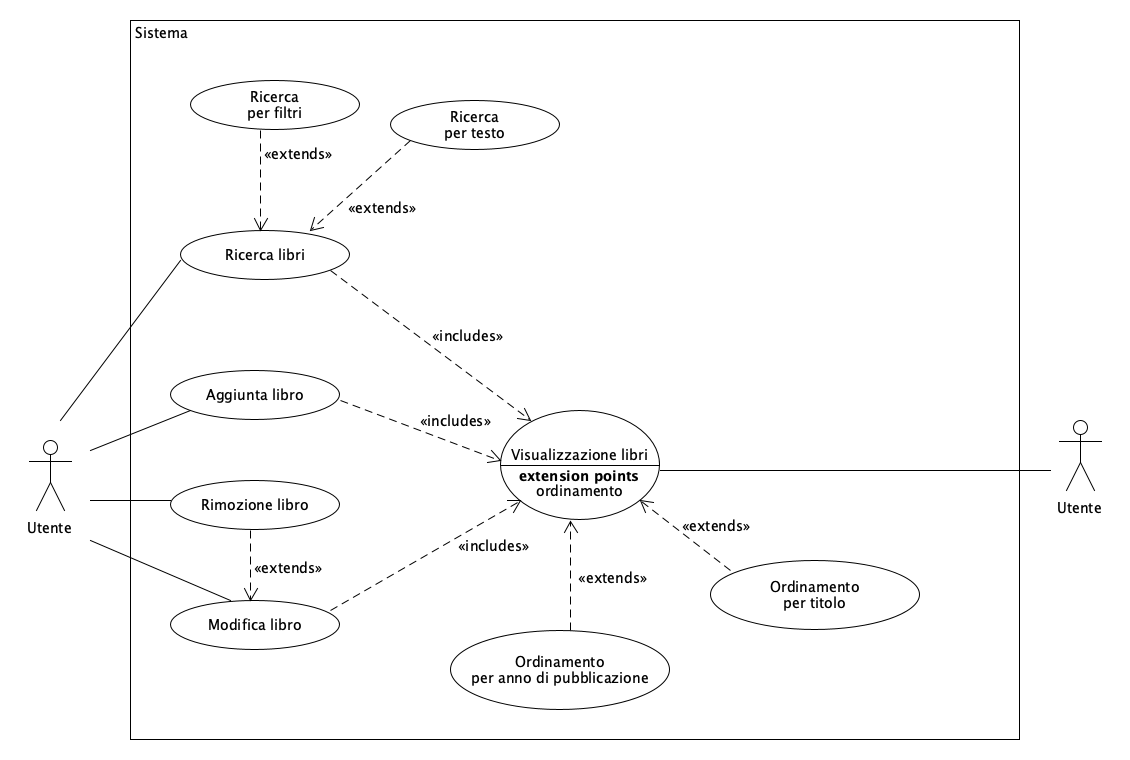 Sistema
Ricerca
per filtri
Ricerca
per testo
«extends»
«extends»
Ricerca libri
«includes»
Aggiunta libro
«includes»
Visualizzazione libri
extension points
ordinamento
Rimozione libro
Utente
Utente
«extends»
«includes»
«extends»
«extends»
Modifica libro
Ordinamento
per titolo
Ordinamento
per anno di pubblicazione